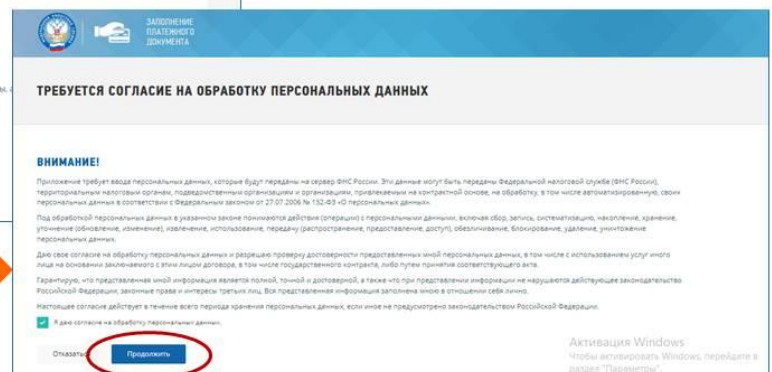 ЗАПОЛНЕНИЕ
ПЛАТЕЖНОГО
ДОКУМЕНТА
ТРЕБУЕТСЯ СОГЛАСИЕ НА ОБРАБОТКУ ПЕРСОНАЛЬНЫХ ДАННЫХ
ВНИМАНИЕ!
Приложение требует ввода персональных данных, которые будут переданы на сервер ФНС России. Эти данные могут быть переданы Федеральной налоговой службе (ФНС России),
территориальным налоговым органам, подведомственным организациям и организациям, привлекаемым на контрактной основе, на обработку, в том числе автоматизированную, своих
персональных данных в соответствии с Федеральным законом от 27.07.2006 № 152-ФЗ «О персональных данных».
Под обработкой персональных данных в указанном законе понимаются действия (операции) с персональными данными, включая сбор, запись, систематизацию, накопление, хранение,
уточнение (обновление, изменение), извлечение, использование, передачу (распространение, предоставление, доступ), обезличивание, блокирование, удаление, уничтожение
персональных данных.
Даю свое согласие на обработку персональных данных и разрешаю проверку достоверности предоставленных мной персональных данных, в том числе с использованием услуг иного
лица на основании заключаемого с этим лицом договора, в том числе государственного контракта, либо путем принятия соответствующего акта.
Гарантирую, что представленная мной информация является полной, точной и достоверной, а также что при представлении информации не нарушаются действующее законодательство
Российской Федерации, законные права и интересы третьих лиц. Вся представленная информация заполнена мною в отношении себя лично.
Настоящее согласие действует в течение всего периода хранения персональных данных, если иное не предусмотрено законодательством Российской Федерации.
Я даю согласие на обработку персональных данных.
Отказаться Продолжить
Активация Windows
Чтобы активировать Windows, перейдите в
раздел "Параметры".